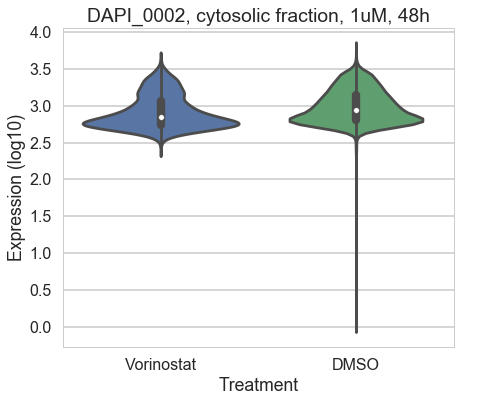 DAPI_0002, cytosolic fraction, 1uM, 48h
4.0
3.5
3.0
2.5
2.0
1.5
1.0
0.5
0.0
Expression (log10)
Vorinostat DMSO
Treatment